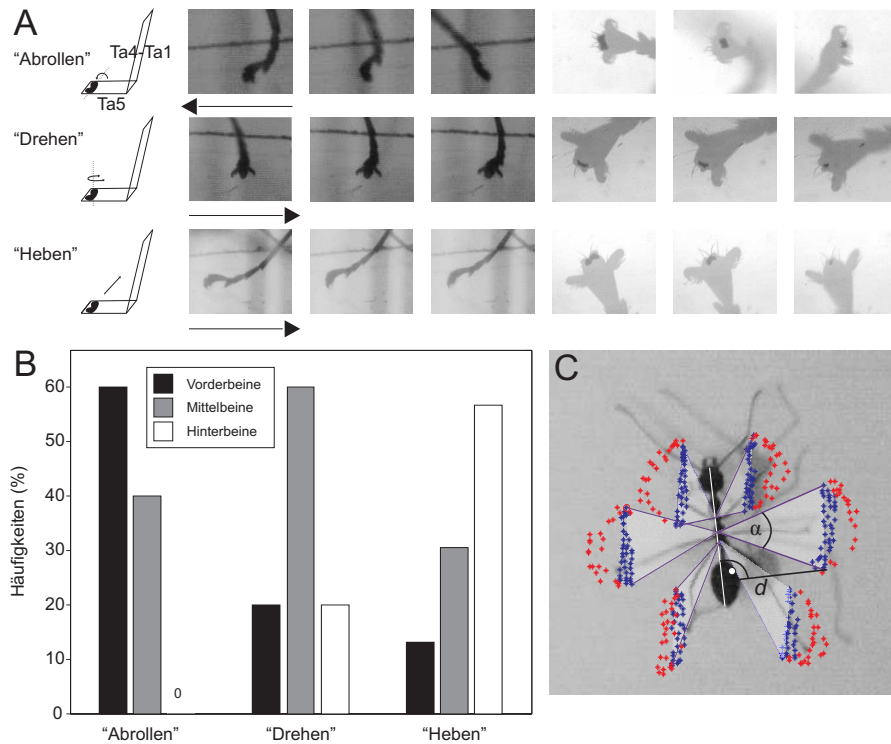 A
“Abrollen”
Ta4-Ta1
Ta5
“Drehen”
“Heben”
B
Häufigkeiten (%)
60
50
40
30
20
10
0
Vorderbeine
Mittelbeine
Hinterbeine
0
“Abrollen”
“Drehen”
“Heben”
C
α
d